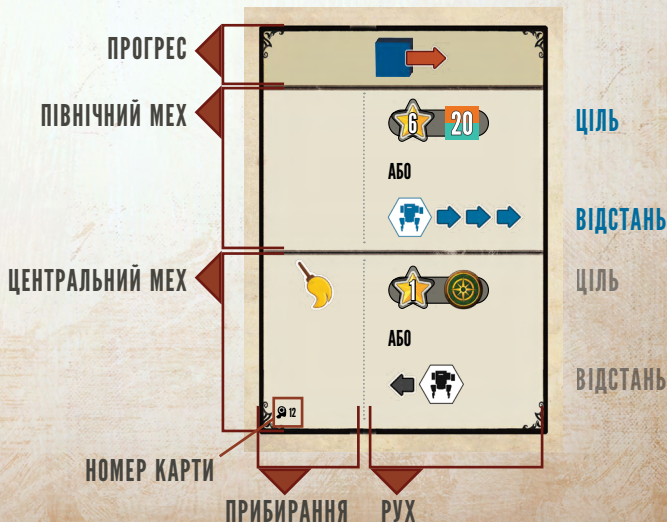 ПРОГРЕС
ПІВНІЧНИЙ МЕХ
6 20
ЦІЛЬ
АБО
ВІДСТАНЬ
ЦЕНТРАЛЬНИЙ МЕХ
1
ЦІЛЬ
АБО
ВІДСТАНЬ
12
НОМЕР КАРТИ
ПРИБИРАННЯ
РУХ